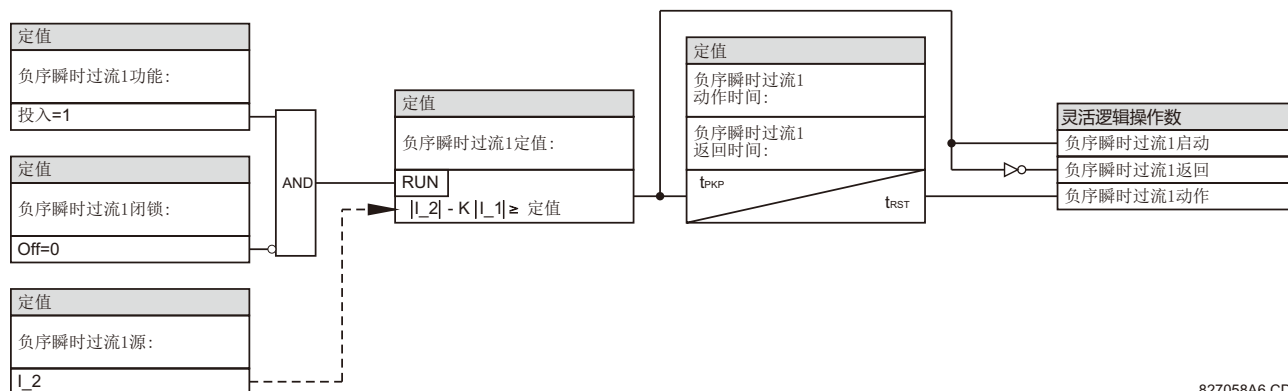 定值
负序瞬时过流1功能:
投入=1
定值
负序瞬时过流1闭锁:
Off=0
定值
负序瞬时过流1源:
I_2
AND
定值
负序瞬时过流1定值:
RUN
|I_2| - K |I_1| ≥ 定值
定值
负序瞬时过流1
动作时间:
负序瞬时过流1
返回时间:
tPKP
tRST
灵活逻辑操作数
负序瞬时过流1启动
负序瞬时过流1返回
负序瞬时过流1动作